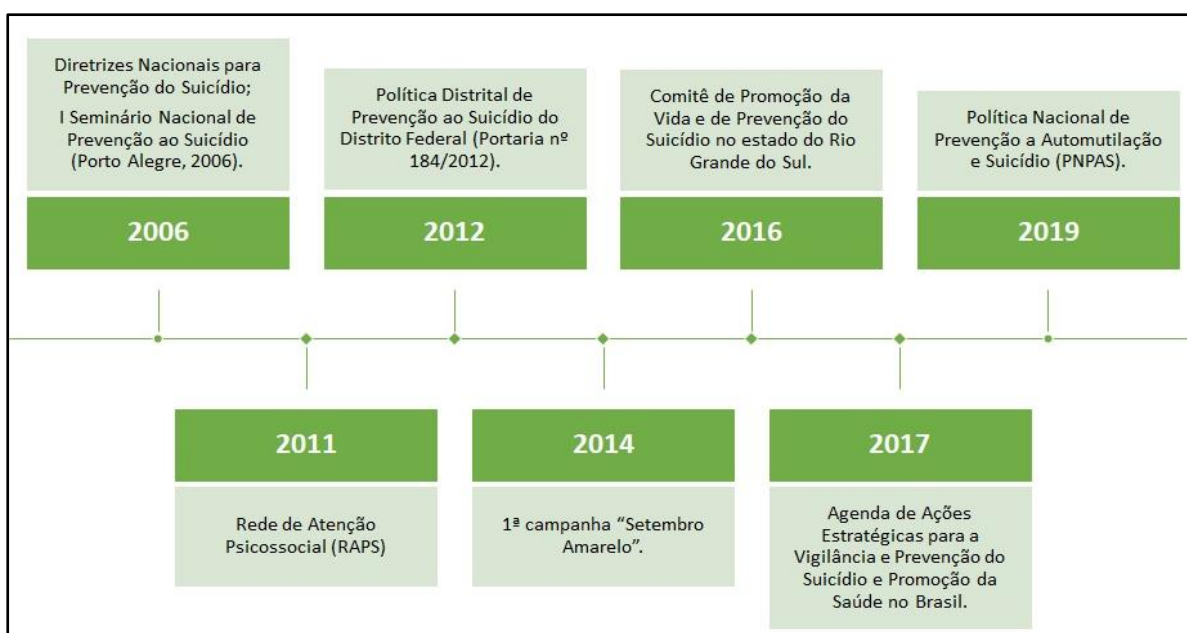 Diretrizes Nacionais para
Prevenção do Suicídio;
I Seminário Nacional de
Prevenção ao Suicídio
(Porto Alegre, 2006).
2006
Política Distrital de
Prevenção ao Suicídio do
Distrito Federal (Portaria nº
184/2012).
2012
Comitê de Promoção da
Vida e de Prevenção do
Suicídio no estado do Rio
Grande do Sul.
2016
Política Nacional de
Prevenção a Automutilação
e Suicídio (PNPAS).
2019
2011
Rede de Atenção
Psicossocial (RAPS)
2014
1ª campanha “Setembro
Amarelo”.
2017
Agenda de Ações
Estratégicas para a
Vigilância e Prevenção do
Suicídio e Promoção da
Saúde no Brasil.